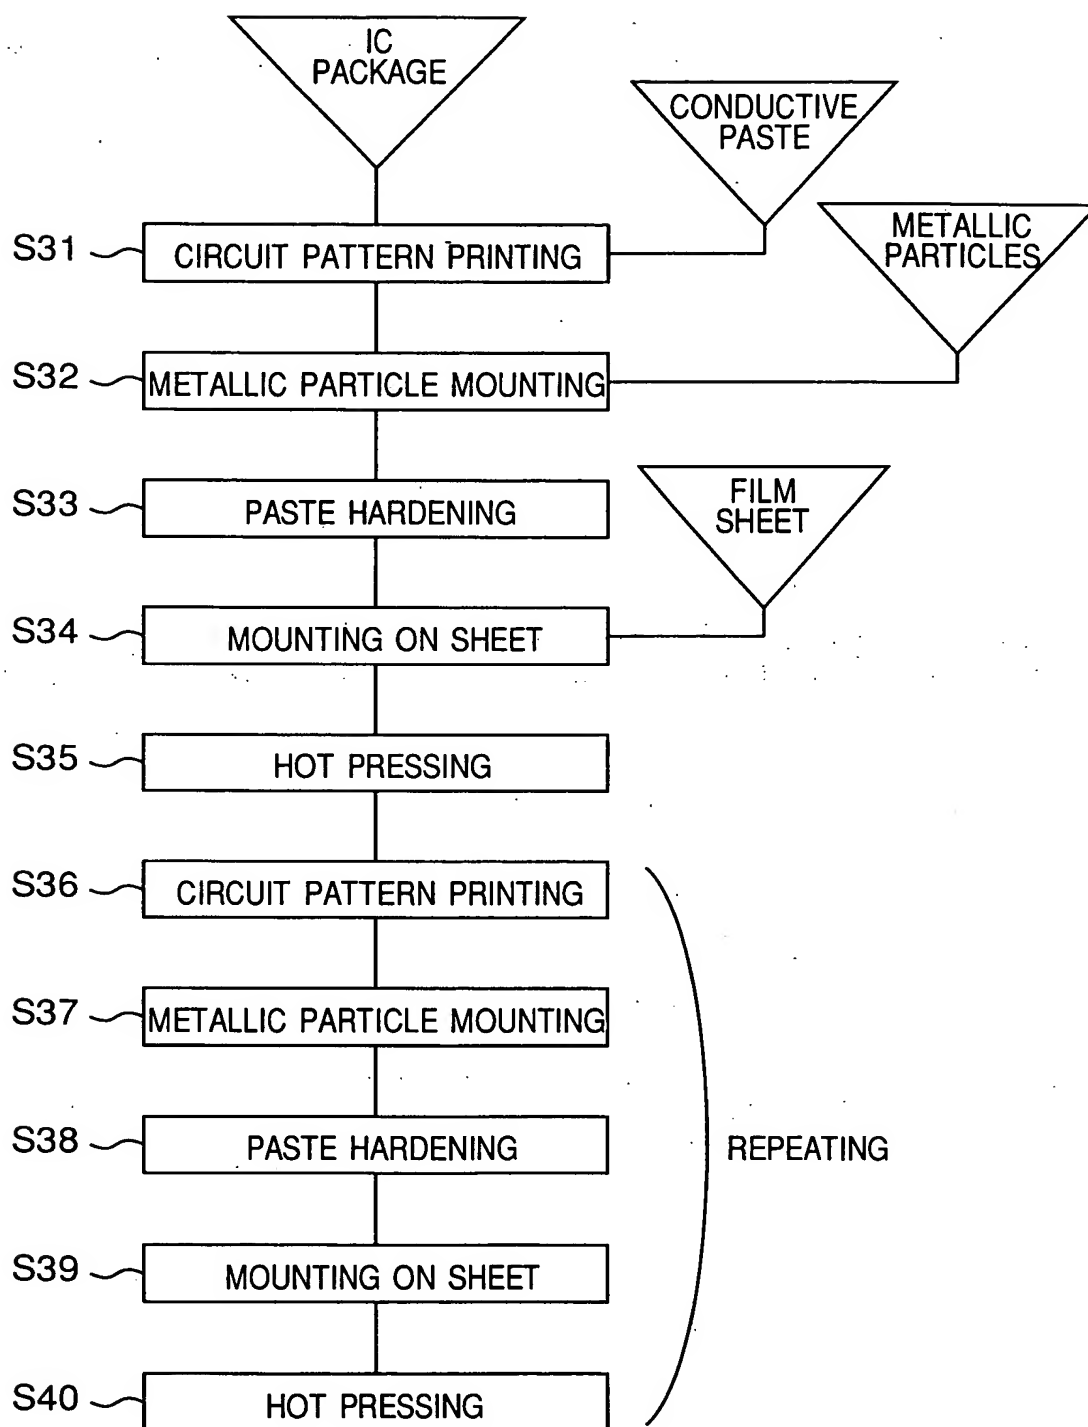 IC
PACKAGE
CONDUCTIVE
PASTE
METALLIC
PARTICLES
S31
CIRCUIT PATTERN PRINTING
S32
METALLIC PARTICLE MOUNTING
S33
PASTE HARDENING
FILM
SHEET
S34
MOUNTING ON SHEET
S35
HOT PRESSING
S36
CIRCUIT PATTERN PRINTING
S37
METALLIC PARTICLE MOUNTING
S38
PASTE HARDENING
REPEATING
S39
MOUNTING ON SHEET
S40
HOT PRESSING